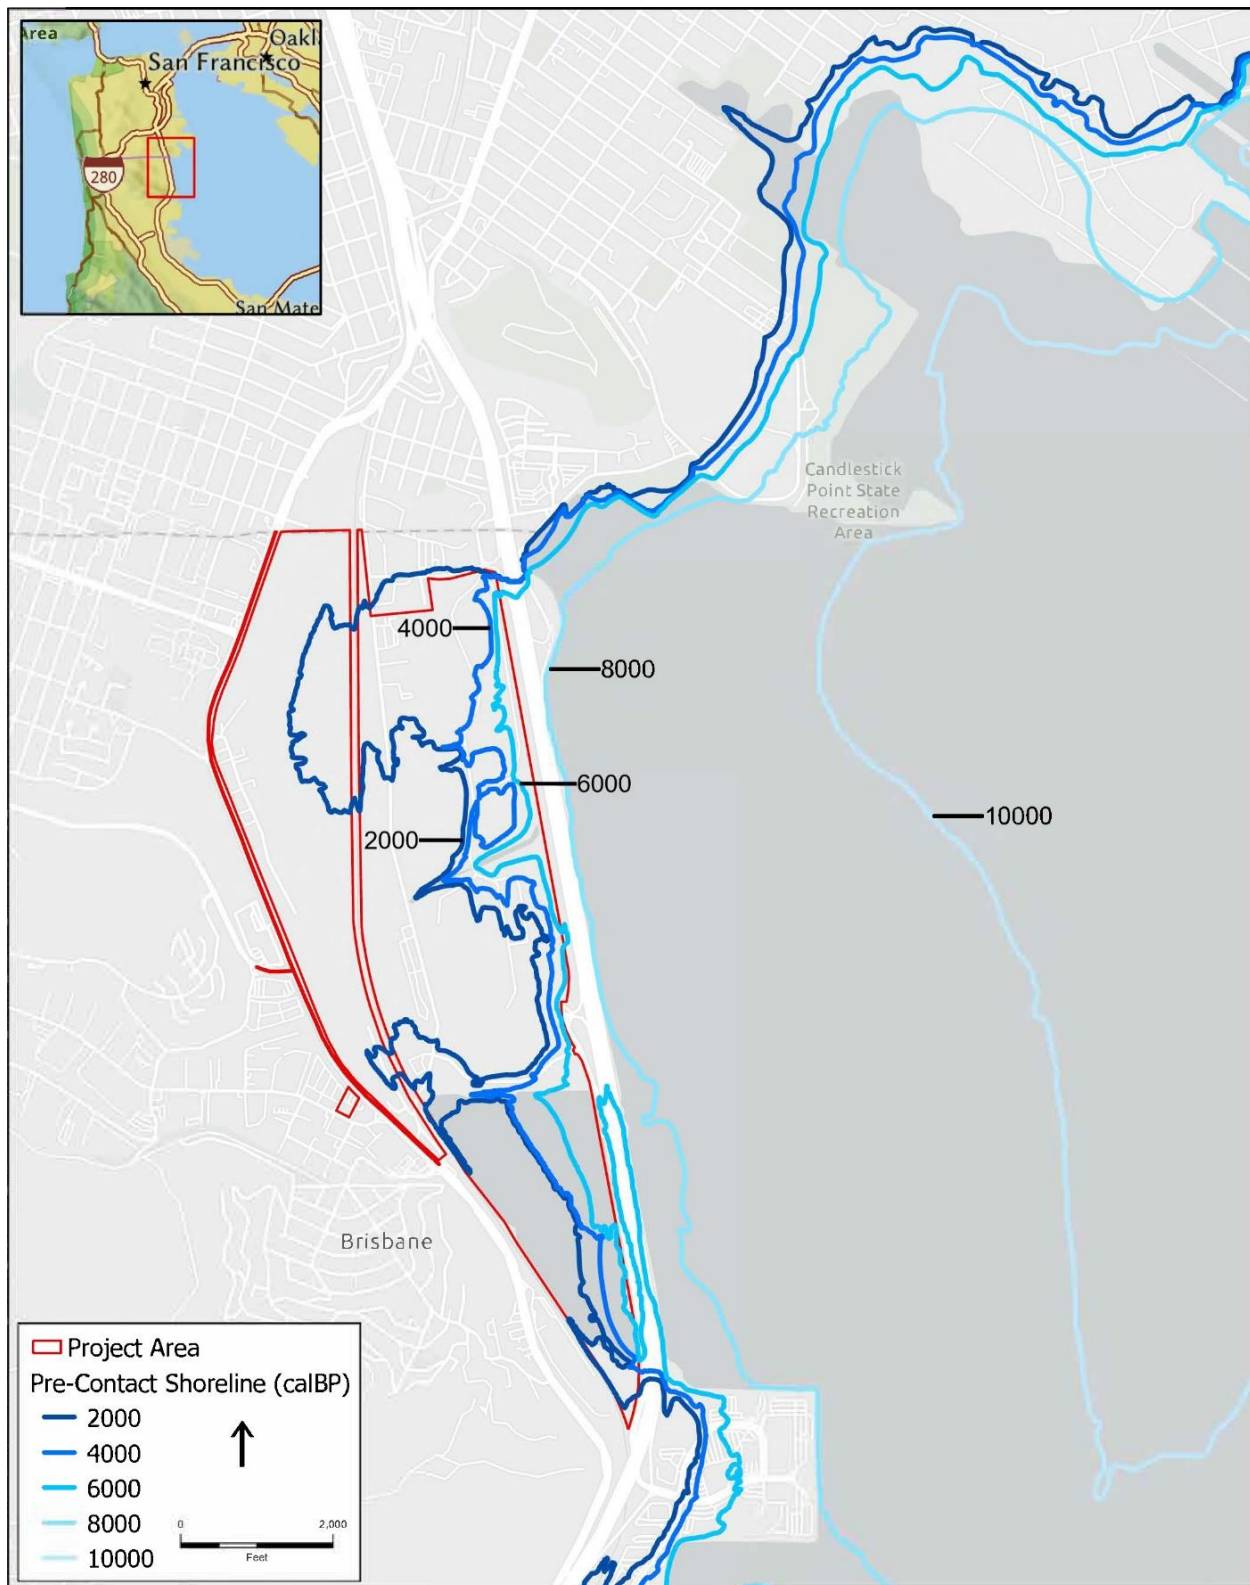 Area
Oakl
San Francisco
280
San Mate
Candlestick
Point State
Recreation
Area
4000
8000
6000
10000
2000
Brisbane
Project Area
Pre-Contact Shoreline (calBP)
2000
4000
6000
8000
10000
0 2,000
Feet